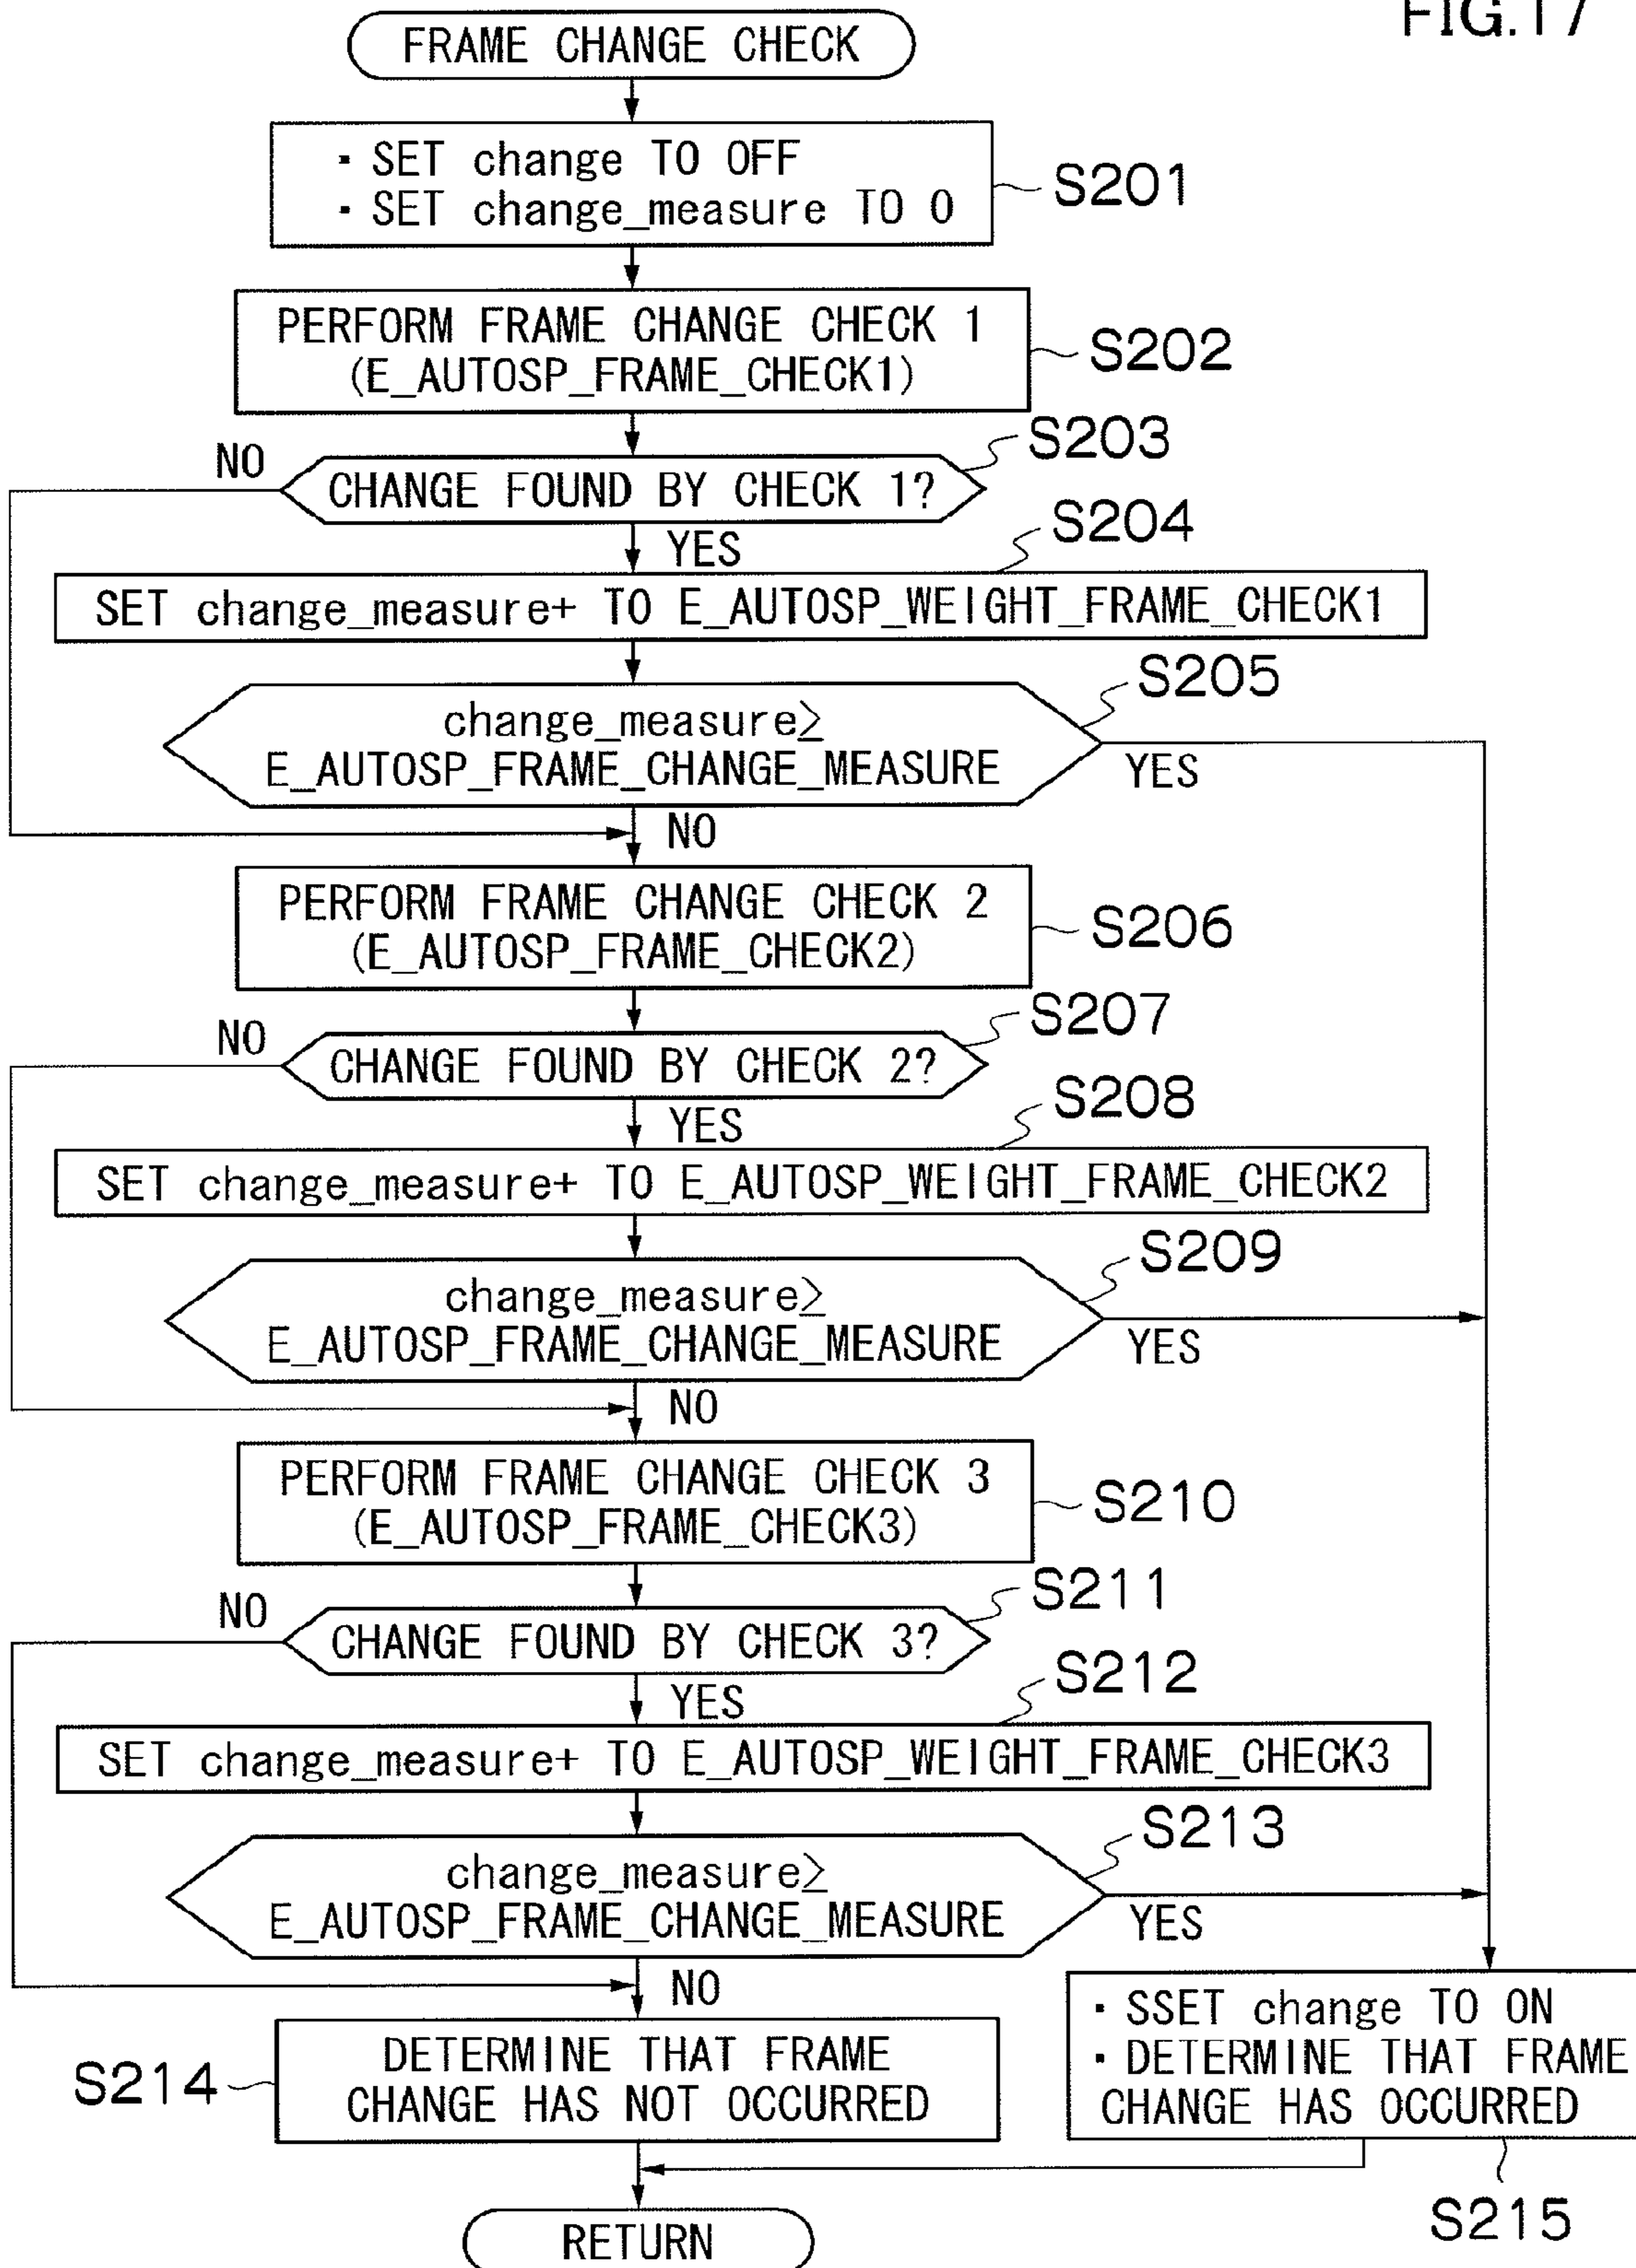 FIG.17
FRAME CHANGE CHECK
· SET change TO OFF
· SET change_measure TO 0
S201
PERFORM FRAME CHANGE CHECK 1
(E_AUTOSP_FRAME_CHECK1)
S202
S203
NO
CHANGE FOUND BY CHECK 1?
YES
S204
SET change_measure+ TO E_AUTOSP_WEIGHT_FRAME_CHECK1
S205
change_measure≥
E_AUTOSP_FRAME_CHANGE_MEASURE
YES
NO
PERFORM FRAME CHANGE CHECK 2
(E_AUTOSP_FRAME_CHECK2)
S206
S207
NO
CHANGE FOUND BY CHECK 2?
YES
S208
SET change_measure+ TO E_AUTOSP_WEIGHT_FRAME_CHECK2
S209
change_measure≥
E_AUTOSP_FRAME_CHANGE_MEASURE
YES
NO
PERFORM FRAME CHANGE CHECK 3
(E_AUTOSP_FRAME_CHECK3)
S210
S211
NO
CHANGE FOUND BY CHECK 3?
YES
S212
SET change_measure+ TO E_AUTOSP_WEIGHT_FRAME_CHECK3
S213
change_measure≥
E_AUTOSP_FRAME_CHANGE_MEASURE
YES
NO
S214
DETERMINE THAT FRAME
CHANGE HAS NOT OCCURRED
· SSET change TO ON
· DETERMINE THAT FRAME
CHANGE HAS OCCURRED
S215
RETURN